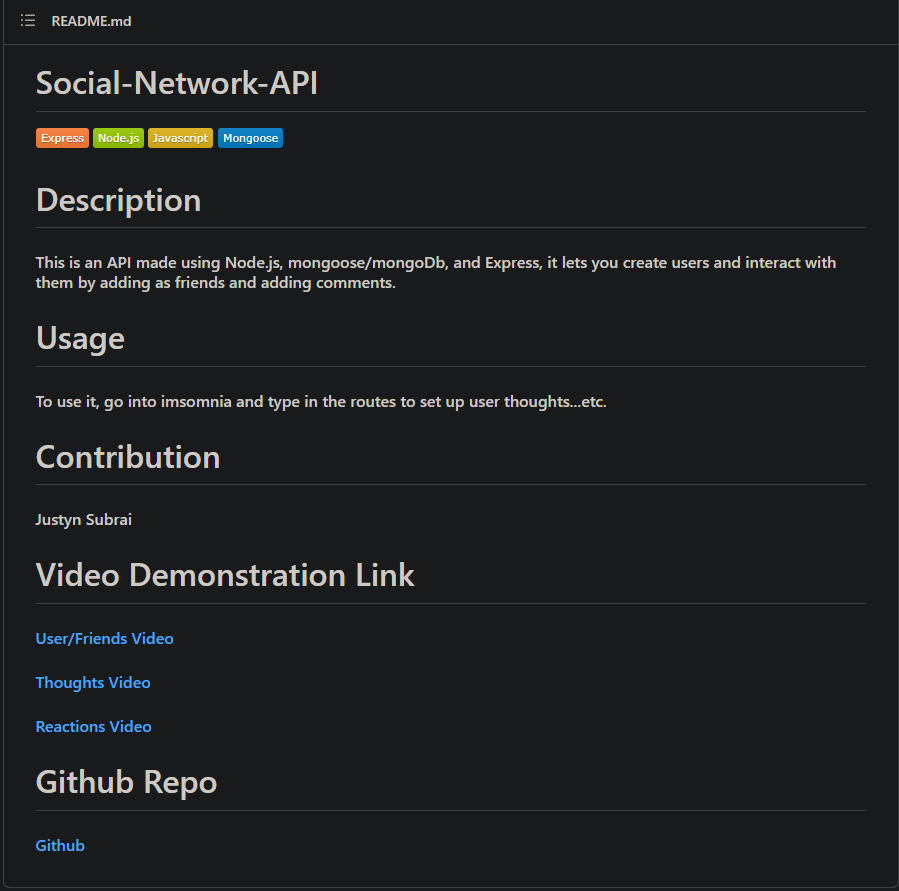 README.md
Social-Network-API
Express Node.js Javascript Mongoose
Description
This is an API made using Node.js, mongoose/mongoDb, and Express, it lets you create users and interact with
them by adding as friends and adding comments.
Usage
To use it, go into imsomnia and type in the routes to set up user thoughts...etc.
Contribution
Justyn Subrai
Video Demonstration Link
User/Friends Video
Thoughts Video
Reactions Video
Github Repo
Github